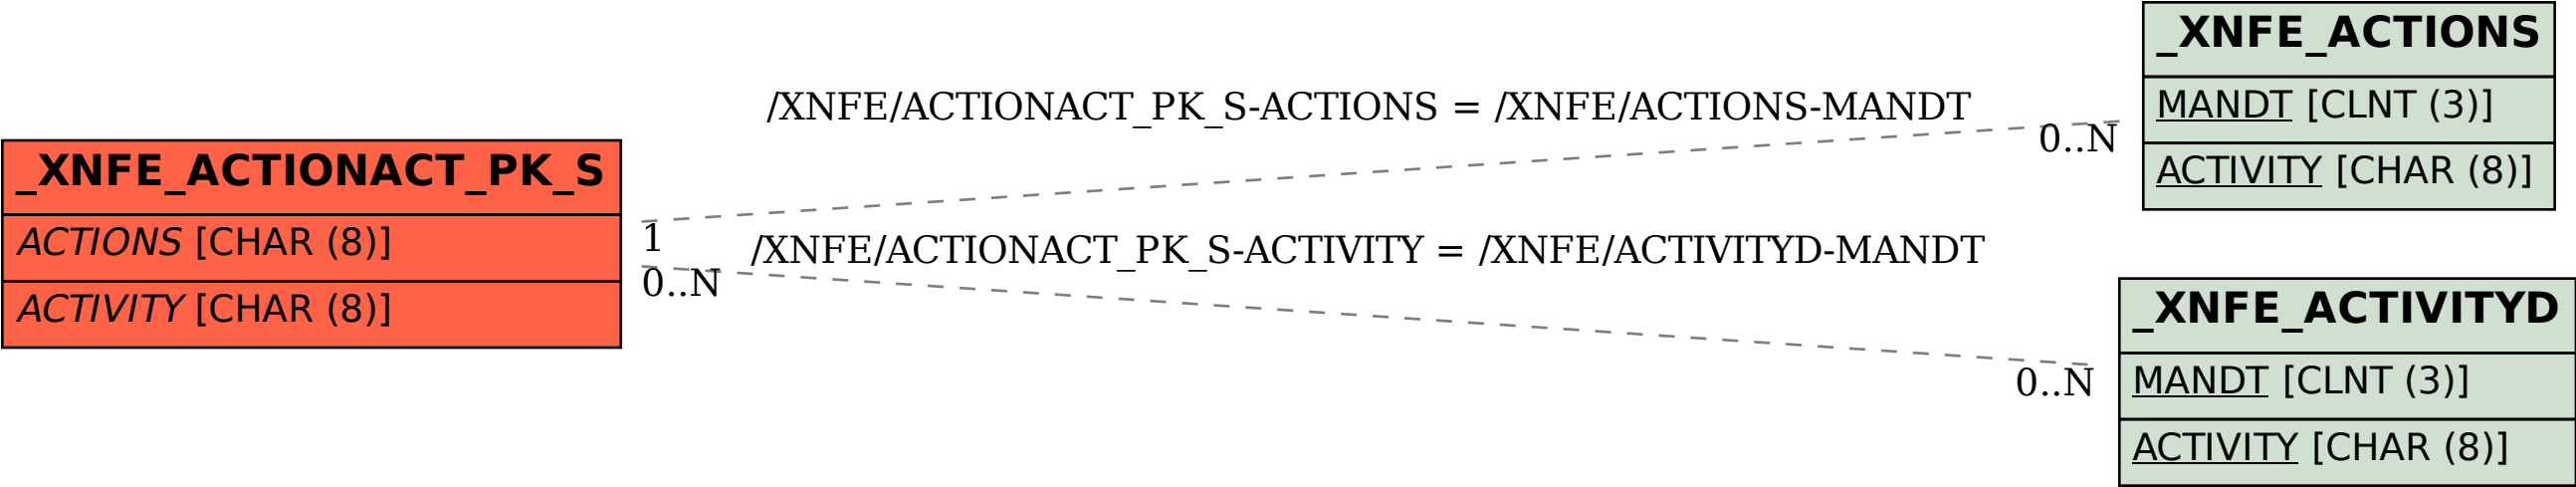 _XNFE_ACTIONACT_PK_S
ACTIONS [CHAR (8)]
ACTIVITY [CHAR (8)]
/XNFE/ACTIONACT_PK_S-ACTIONS = /XNFE/ACTIONS-MANDT
1
0..N
/XNFE/ACTIONACT_PK_S-ACTIVITY = /XNFE/ACTIVITYD-MANDT
0..N
0..N
_XNFE_ACTIONS
MANDT [CLNT (3)]
ACTIVITY [CHAR (8)]
_XNFE_ACTIVITYD
MANDT [CLNT (3)]
ACTIVITY [CHAR (8)]